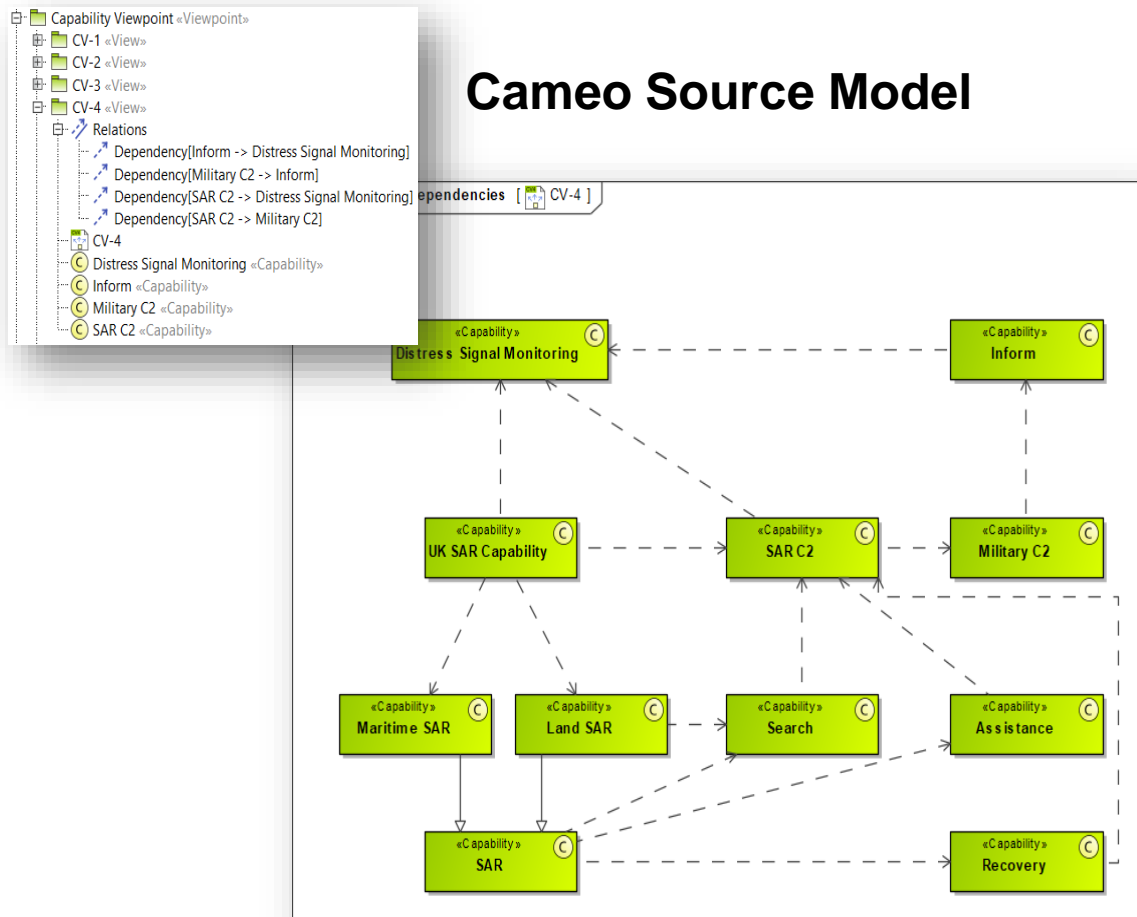 Capability Viewpoint «Viewpoint»
CV-1 «View»
CV-2 «View»
CV-3 «View»
CV-4 «View»
Relations
Dependency[Inform -> Distress Signal Monitoring]
Dependency[Military C2 -> Inform]
Dependency[SAR C2 -> Distress Signal Monitoring]
Dependency[SAR C2 -> Military C2]
CV-4
C Distress Signal Monitoring «Capability»
C Inform «Capability»
C Military C2 «Capability»
C SAR C2 «Capability»
Cameo Source Model
ependencies [ CV-4 ]
«Capability» C
Distress Signal Monitoring
«Capability» C
Inform
«Capability» C
UK SAR Capability
«Capability» C
SAR C2
«Capability» C
Military C2
«Capability» C
Maritime SAR
«Capability» C
Land SAR
«Capability» C
Search
«Capability» C
Assistance
«Capability» C
SAR
«Capability» C
Recovery